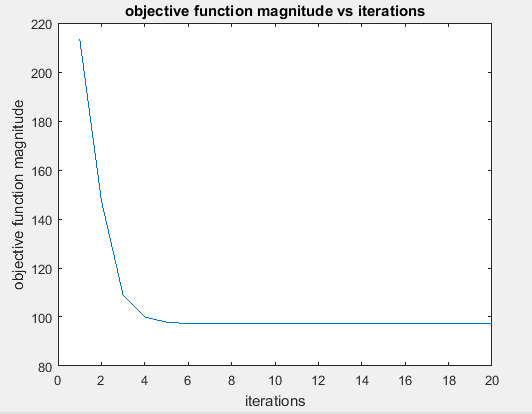 objective function magnitude vs iterations
220
200
180
160
140
120
100
80
objective function magnitude
0 2 4 6 8 10 12 14 16 18 20
iterations